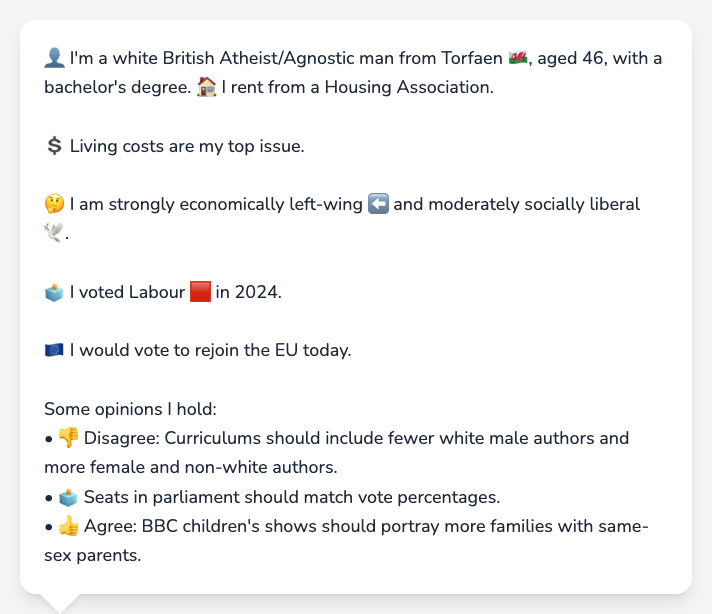 👤 I'm a white British Atheist/Agnostic man from Torfaen 🏴󠁧󠁢󠁷󠁬󠁳󠁿, aged 46, with a
bachelor's degree. 🏠 I rent from a Housing Association.
💲 Living costs are my top issue.
🤔 I am strongly economically left-wing ⬅️ and moderately socially liberal
🕊️.
🗳️ I voted Labour 🟥 in 2024.
🇪🇺 I would vote to rejoin the EU today.
Some opinions I hold:
• 👎 Disagree: Curriculums should include fewer white male authors and
more female and non-white authors.
• 🗳️ Seats in parliament should match vote percentages.
• 👍 Agree: BBC children's shows should portray more families with same-
sex parents.